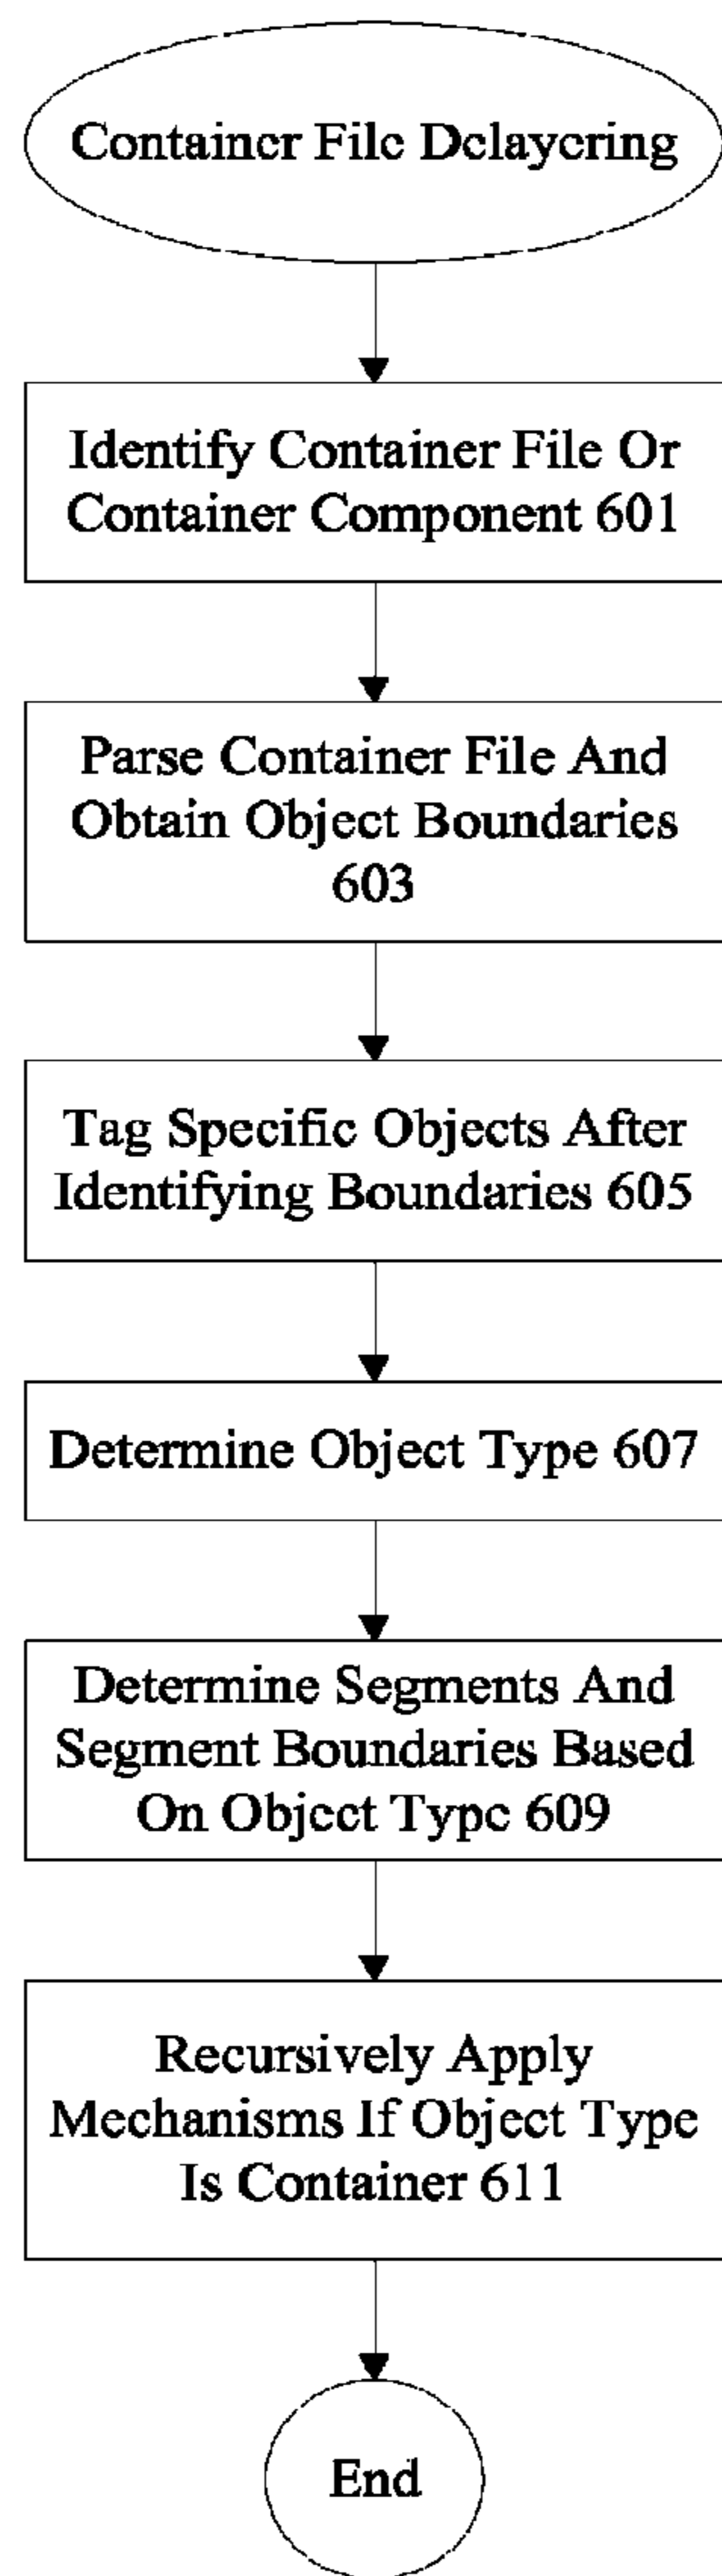 Container File Delayering
Identify Container File Or
Container Component 601
Parse Container File And
Obtain Object Boundaries
603
Tag Specific Objects After
Identifying Boundaries 605
Determine Object Type 607
Determine Segments And
Segment Boundaries Based
On Object Type 609
Recursively Apply
Mechanisms If Object Type
Is Container 611
End